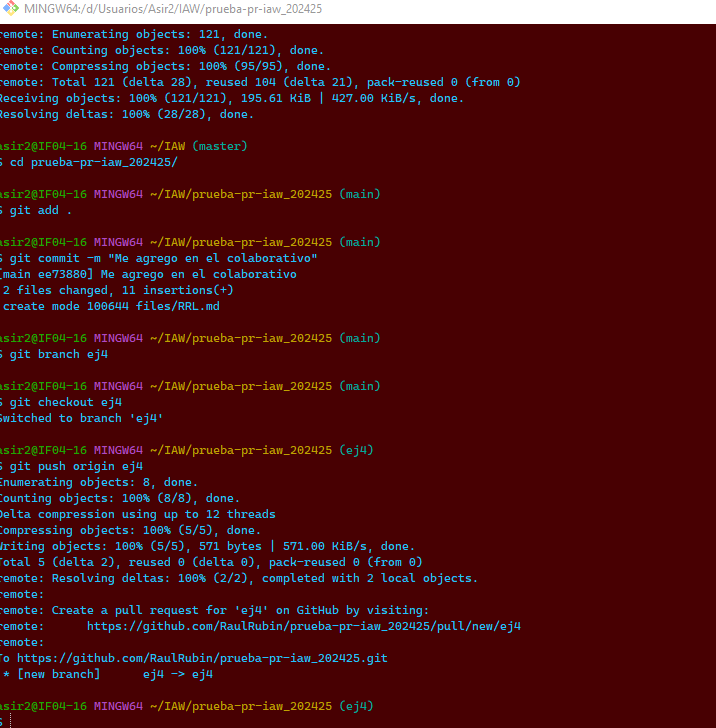 MINGW64:/d/Usuarios/Asir2/IAW/prueba-pr-iaw_202425
remote: Enumerating objects: 121, done.
remote: Counting objects: 100% (121/121), done.
remote: Compressing objects: 100% (95/95), done.
remote: Total 121 (delta 28), reused 104 (delta 21), pack-reused 0 (from 0)
Receiving objects: 100% (121/121), 195.61 KiB | 427.00 KiB/s, done.
Resolving deltas: 100% (28/28), done.
asir2@IF04-16 MINGW64 ~/IAW (master)
$ cd prueba-pr-iaw_202425/
asir2@IF04-16 MINGW64 ~/IAW/prueba-pr-iaw_202425 (main)
$ git add .
asir2@IF04-16 MINGW64 ~/IAW/prueba-pr-iaw_202425 (main)
$ git commit -m "Me agrego en el colaborativo"
[main ee73880] Me agrego en el colaborativo
2 files changed, 11 insertions(+)
create mode 100644 files/RRL.md
asir2@IF04-16 MINGW64 ~/IAW/prueba-pr-iaw_202425 (main)
$ git branch ej4
asir2@IF04-16 MINGW64 ~/IAW/prueba-pr-iaw_202425 (main)
$ git checkout ej4
Switched to branch 'ej4'
asir2@IF04-16 MINGW64 ~/IAW/prueba-pr-iaw_202425 (ej4)
$ git push origin ej4
Enumerating objects: 8, done.
Counting objects: 100% (8/8), done.
Delta compression using up to 12 threads
Compressing objects: 100% (5/5), done.
Writing objects: 100% (5/5), 571 bytes | 571.00 KiB/s, done.
Total 5 (delta 2), reused 0 (delta 0), pack-reused 0 (from 0)
remote: Resolving deltas: 100% (2/2), completed with 2 local objects.
remote:
remote: Create a pull request for 'ej4' on GitHub by visiting:
remote: https://github.com/RaulRubin/prueba-pr-iaw_202425/pull/new/ej4
remote:
To https://github.com/RaulRubin/prueba-pr-iaw_202425.git
* [new branch] ej4 -> ej4
asir2@IF04-16 MINGW64 ~/IAW/prueba-pr-iaw_202425 (ej4)
$